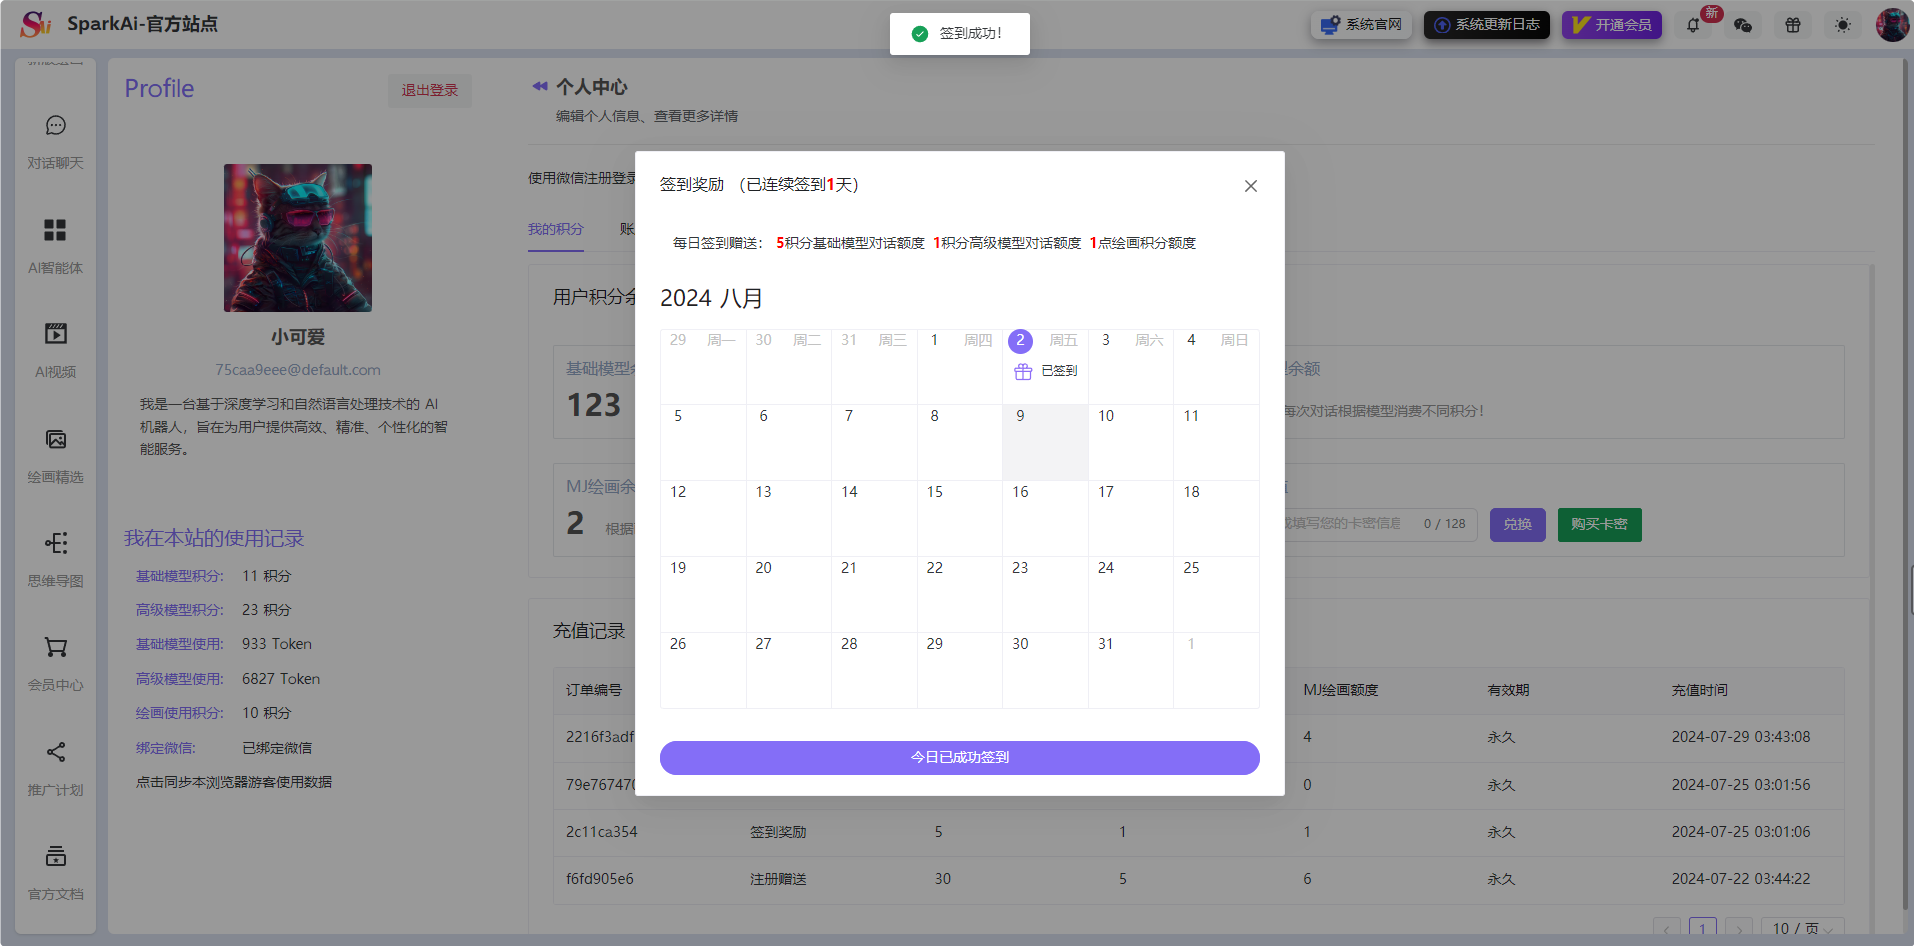 SparkAi-官方站点
签到成功!
系统官网
系统更新日志
开通会员
新
对话聊天
AI智能体
AI视频
绘画精选
思维导图
会员中心
推广计划
官方文档
Profile
退出登录
小可爱
75caa9eee@default.com
我是一台基于深度学习和自然语言处理技术的 AI
机器人，旨在为用户提供高效、精准、个性化的智
能服务。
我在本站的使用记录
基础模型积分: 11 积分
高级模型积分: 23 积分
基础模型使用: 933 Token
高级模型使用: 6827 Token
绘画使用积分: 10 积分
绑定微信: 已绑定微信
点击同步本浏览器游客使用数据
个人中心
编辑个人信息、查看更多详情
使用微信注册登录
我的积分 账
用户积分余
基础模型余
123
型余额
每次对话根据模型消费不同积分!
MJ绘画余
2 根据
填写您的卡密信息 0 / 128
兑换
购买卡密
签到奖励 （已连续签到1天）
每日签到赠送： 5积分基础模型对话额度 1积分高级模型对话额度 1点绘画积分额度
2024 八月
29 周一 30 周二 31 周三 1 周四 2 周五 3 周六 4 周日
已签到
5 6 7 8 9 10 11
12 13 14 15 16 17 18
19 20 21 22 23 24 25
26 27 28 29 30 31 1
今日已成功签到
充值记录
订单编号 MJ绘画额度 有效期 充值时间
2216f3adf 4 永久 2024-07-29 03:43:08
79e76747 0 永久 2024-07-25 03:01:56
2c11ca354 签到奖励 5 1 1 永久 2024-07-25 03:01:06
f6fd905e6 注册赠送 30 5 6 永久 2024-07-22 03:44:22
1 10 / 页